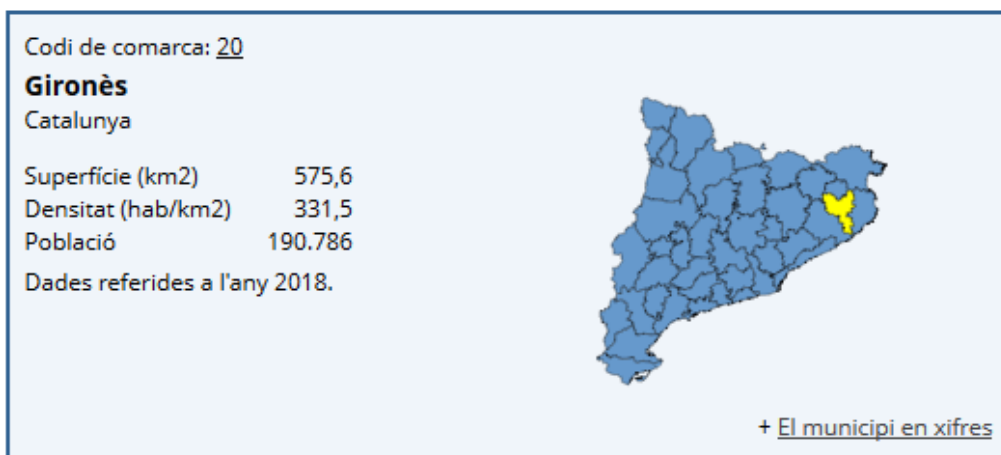 Codi de comarca: 20
Gironès
Catalunya
Superfície (km2) 575,6
Densitat (hab/km2) 331,5
Població 190.786
Dades referides a l'any 2018.
+ El municipi en xifres